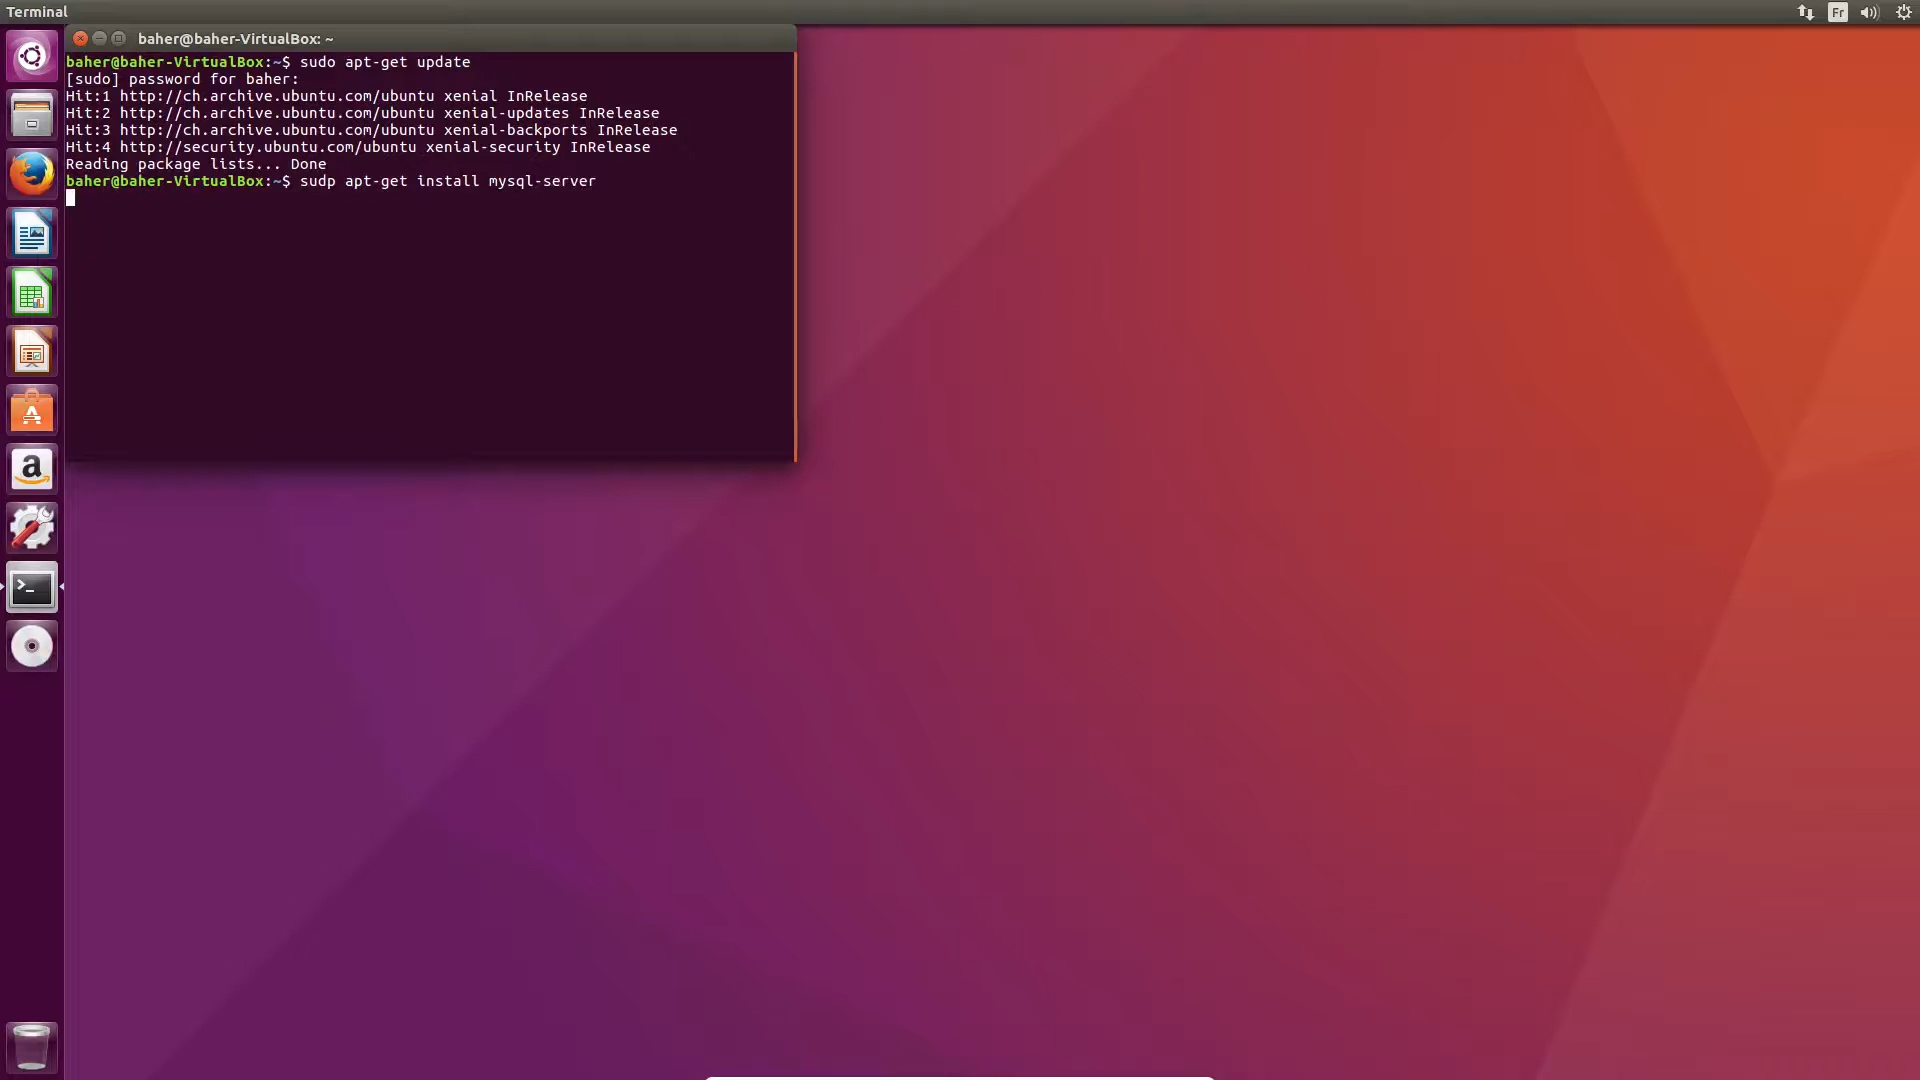 Terminal
Fr
baher@baher-VirtualBox: ~
baher@baher-VirtualBox:~$ sudo apt-get update
[sudo] password for baher:
Hit:1 http://ch.archive.ubuntu.com/ubuntu xenial InRelease
Hit:2 http://ch.archive.ubuntu.com/ubuntu xenial-updates InRelease
Hit:3 http://ch.archive.ubuntu.com/ubuntu xenial-backports InRelease
Hit:4 http://security.ubuntu.com/ubuntu xenial-security InRelease
Reading package lists... Done
baher@baher-VirtualBox:~$ sudp apt-get install mysql-server